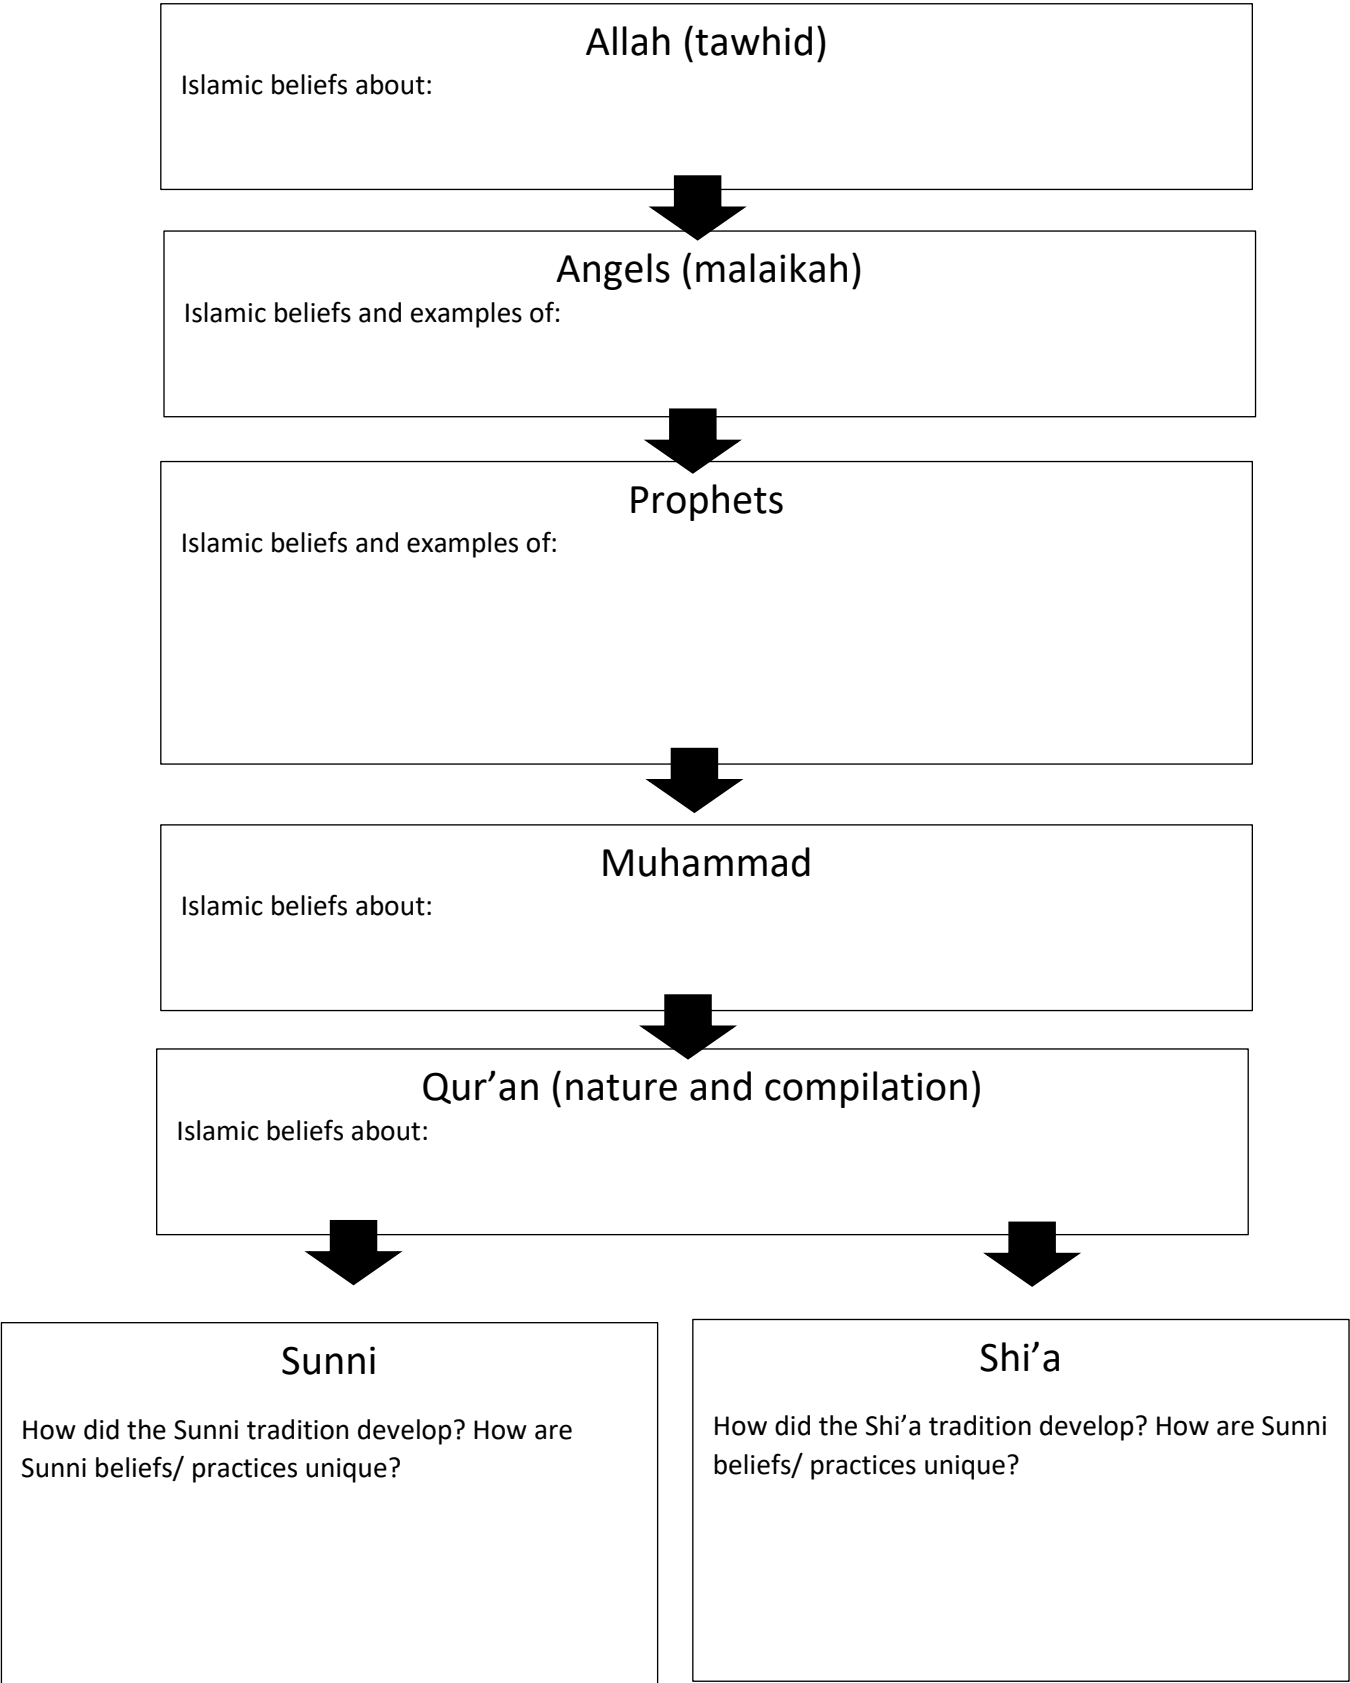 Allah (tawhid)
Islamic beliefs about:
Angels (malaikah)
Islamic beliefs and examples of:
Prophets
Islamic beliefs and examples of:
Muhammad
Islamic beliefs about:
Qur’an (nature and compilation)
Islamic beliefs about:
Sunni
How did the Sunni tradition develop? How are
Sunni beliefs/ practices unique?
Shi’a
How did the Shi’a tradition develop? How are Sunni
beliefs/ practices unique?